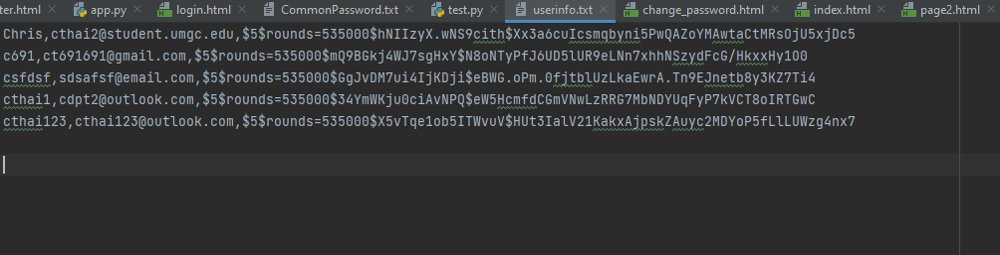 ter.html app.py login.html CommonPassword.txt test.py userinfo.txt change_password.html index.html page2.html
Chris,cthai2@student.umgc.edu,$5$rounds=535000$hNIIzyX.wNS9cith$Xx3a6cuIcsmqbyni5PwQAZoYMAwtaCtMRsOjU5xjDc5
c691,ct691691@gmail.com,$5$rounds=535000$mQ9BGkj4WJ7sgHxY$N8oNTyPfJ6UD5lUR9eLNn7xhhNSzydFcG/HkxxHy1O0
csfdsf,sdsafsf@email.com,$5$rounds=535000$GgJvDM7ui4IjKDji$eBWG.oPm.0fjtblUzLkaEwrA.Tn9EJnetb8y3KZ7Ti4
cthai1,cdpt2@outlook.com,$5$rounds=535000$34YmWKju0ciAvNPQ$eW5HcmfdCGmVNwLzRRG7MbNDYUqFyP7kVCT8oIRTGwC
cthai123,cthai123@outlook.com,$5$rounds=535000$X5vTqe1ob5ITWvuV$HUt3IalV21KakxAjpskZAuyc2MDYoP5fLlLUWzg4nx7